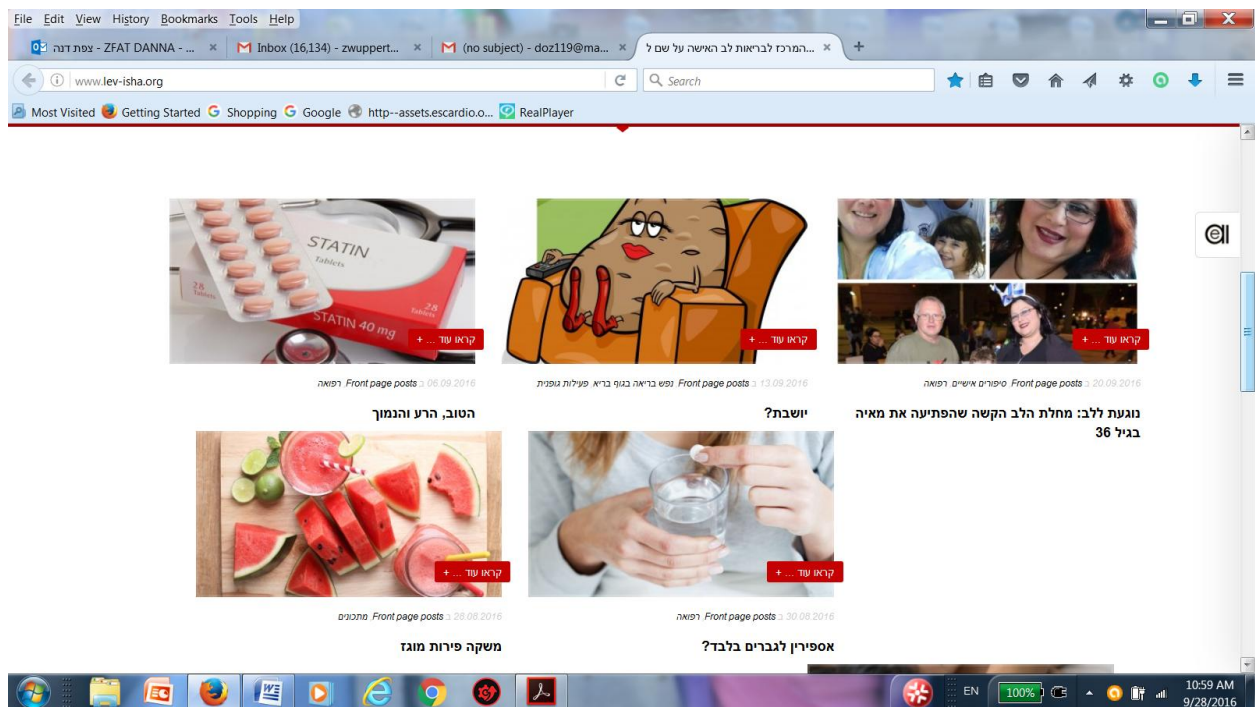 File Edit View History Bookmarks Tools Help
צפת דנה - ZFAT DANNA - ...
Inbox (16,134) - zwuppert...
(no subject) - doz119@ma...
המרכז לבריאות לב האישה על שם ל...
www.lev-isha.org
Search
Most Visited Getting Started Shopping Google http--assets.escardio.o... RealPlayer
STATIN
Tablets
28
Tablets
28
Tablets
STATIN 40 mg
קראו עוד ... +
קראו עוד ... +
קראו עוד ... +
20.09.2016 ב Front page posts סיפורים אישיים רפואה
13.09.2016 ב Front page posts נפש בריאה בגוף בריא פעילות גופנית
06.09.2016 ב Front page posts רפואה
נוגעת ללב: מחלת הלב הקשה שהפתיעה את מאיה
בגיל 36
יושבת?
הטוב, הרע והנמוך
קראו עוד ... +
קראו עוד ... +
30.08.2016 ב Front page posts רפואה
26.08.2016 ב Front page posts מתכונים
אספירין לגברים בלבד?
משקה פירות מוגז
EN
100%
10:59 AM
9/28/2016